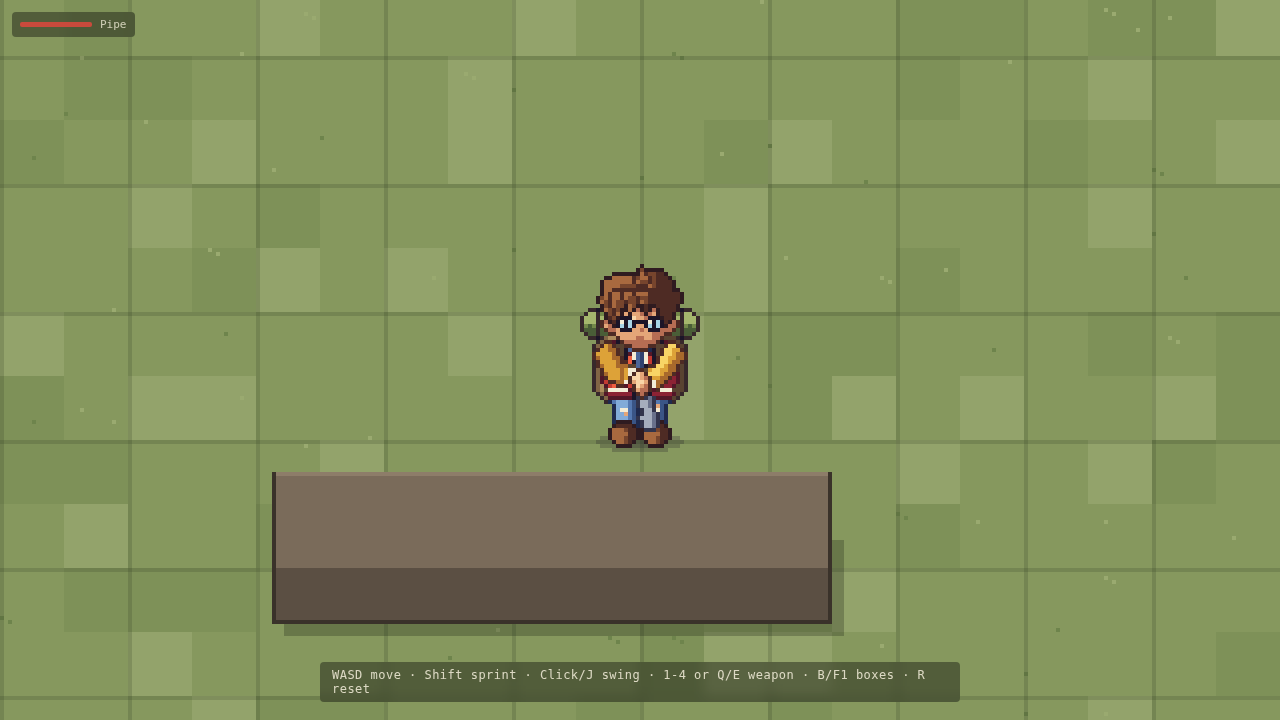 Pipe
WASD move · Shift sprint · Click/J swing · 1-4 or Q/E weapon · B/F1 boxes · R
reset